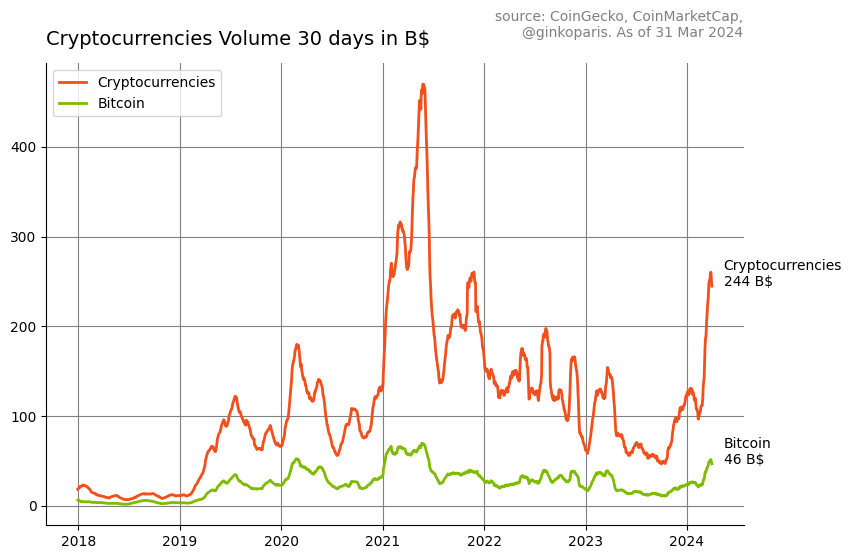 source: CoinGecko, CoinMarketCap,
@ginkoparis. As of 31 Mar 2024
Cryptocurrencies Volume 30 days in B$
Cryptocurrencies
Bitcoin
400
300
200
100
0
Cryptocurrencies
244 B$
Bitcoin
46 B$
2018
2019
2020
2021
2022
2023
2024